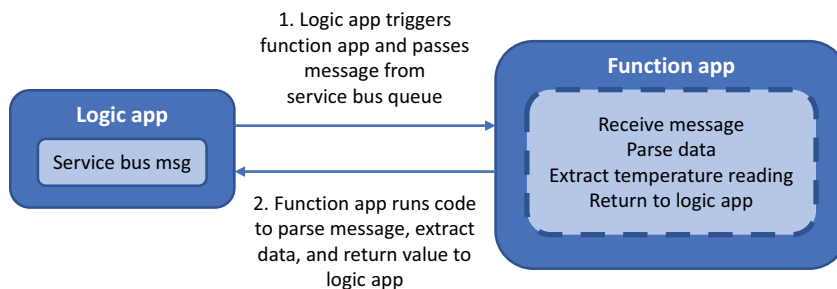 1. Logic app triggers
function app and passes
message from
service bus queue
Logic app
Service bus msg
Function app
Receive message
Parse data
Extract temperature reading
Return to logic app
2. Function app runs code
to parse message, extract
data, and return value to
logic app